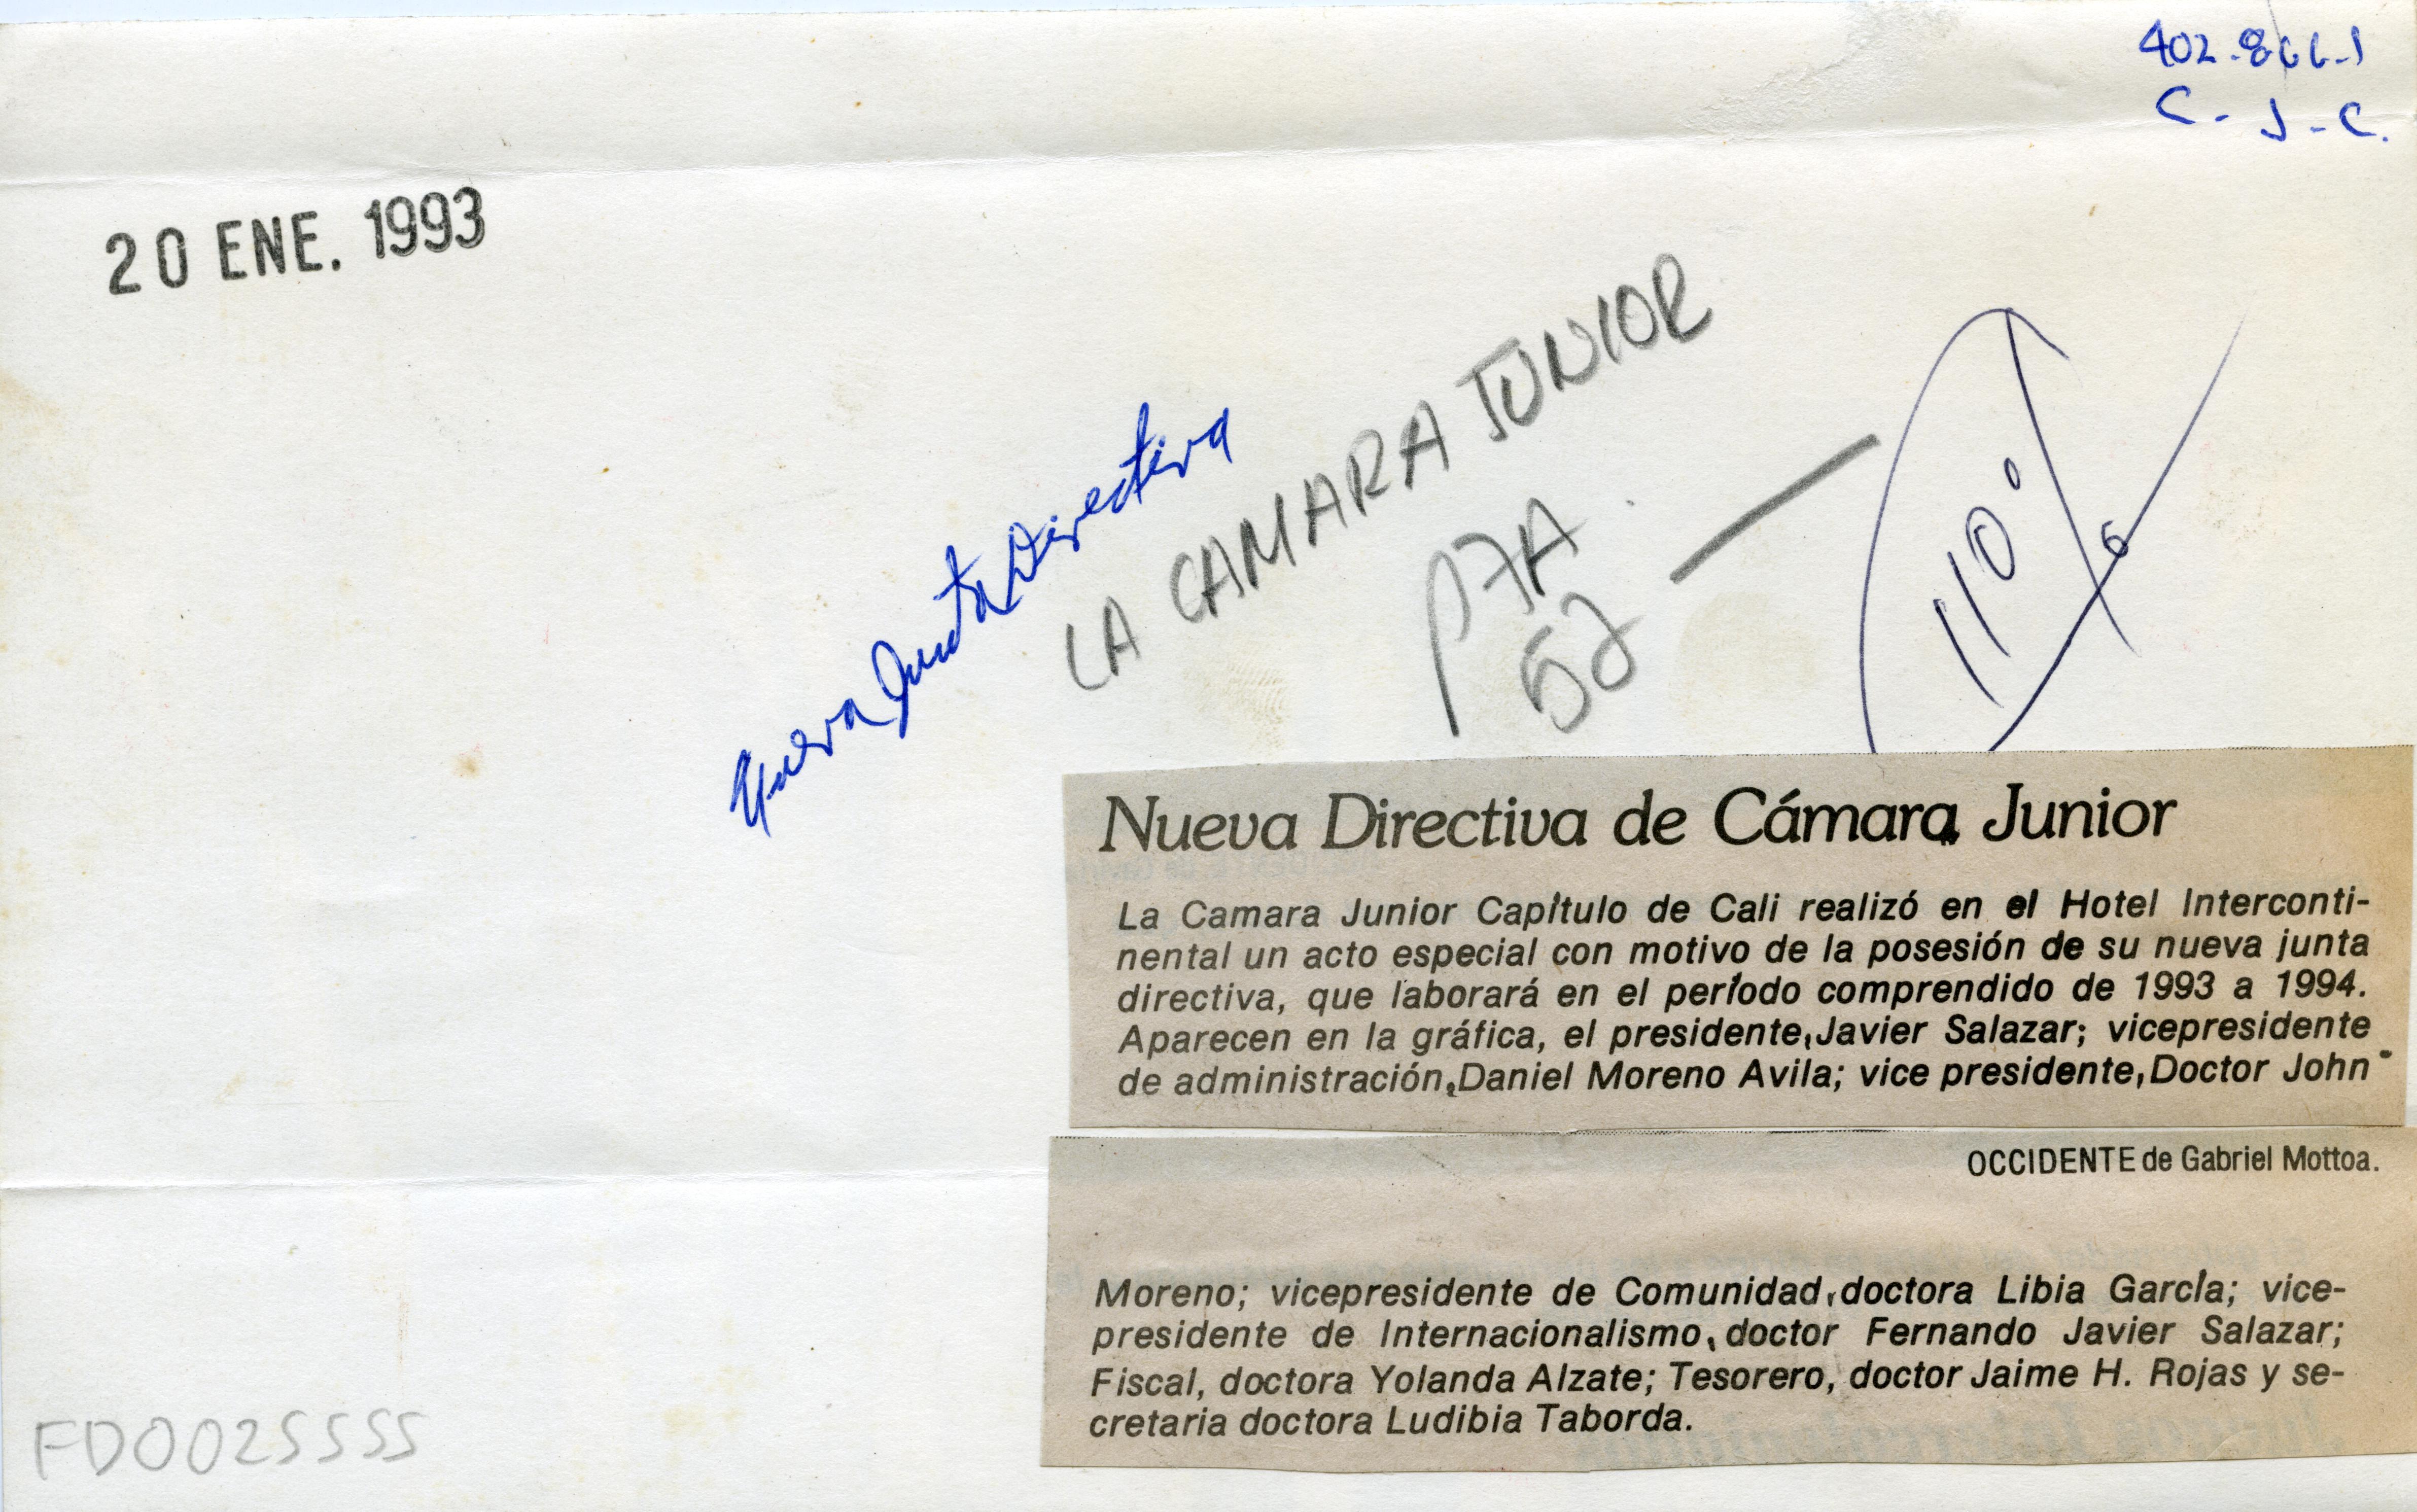 402-866-1
C - J - C.
20 ENE. 1993
Nueva Junta Directiva
LA CAMARA JUNIOR
P7A
52
110%
Nueva Directiva de Cámara Junior
La Camara Junior Capítulo de Cali realizó en el Hotel Interconti-
nental un acto especial con motivo de la posesión de su nueva junta
directiva, que laborará en el período comprendido de 1993 a 1994.
Aparecen en la gráfica, el presidente, Javier Salazar; vicepresidente
de administración, Daniel Moreno Avila; vice presidente, Doctor John
OCCIDENTE de Gabriel Mottoa.
Moreno; vicepresidente de Comunidad, doctora Libia García; vice-
presidente de Internacionalismo, doctor Fernando Javier Salazar;
Fiscal, doctora Yolanda Alzate; Tesorero, doctor Jaime H. Rojas y se-
cretaria doctora Ludibia Taborda.
FD0025555